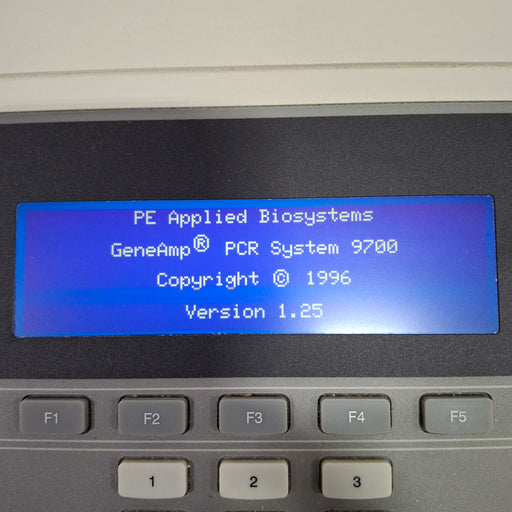 PE Applied Biosystems
GeneAmp® PCR System 9700
Copyright © 1996
Version 1.25
F1 F2 F3 F4 F5
1 2 3